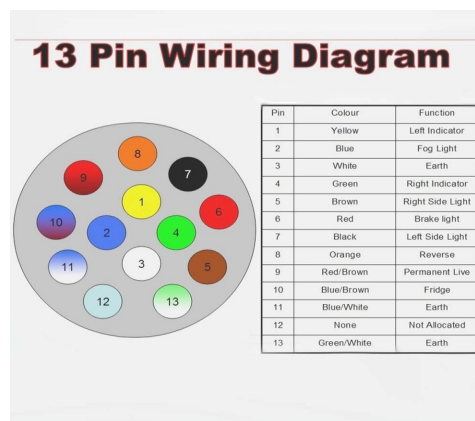 13 Pin Wiring Diagram
8
9
7
1
6
10
2
4
11
3
5
12
13
Pin Colour Function
1 Yellow Left Indicator
2 Blue Fog Light
3 White Earth
4 Green Right Indicator
5 Brown Right Side Light
6 Red Brake light
7 Black Left Side Light
8 Orange Reverse
9 Red/Brown Permanent Live
10 Blue/Brown Fridge
11 Blue/White Earth
12 None Not Allocated
13 Green/White Earth